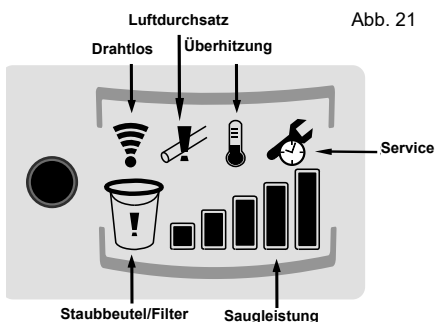 Abb. 21
Luftdurchsatz
Drahtlos
Überhitzung
Service
Staubbeutel/Filter
Saugleistung